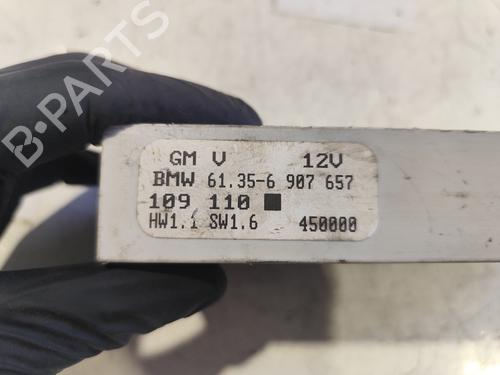 B-PARTS
GM V 12V
BMW 61.35-6 907 657
109 110
HW1.1 SW1.6 450000